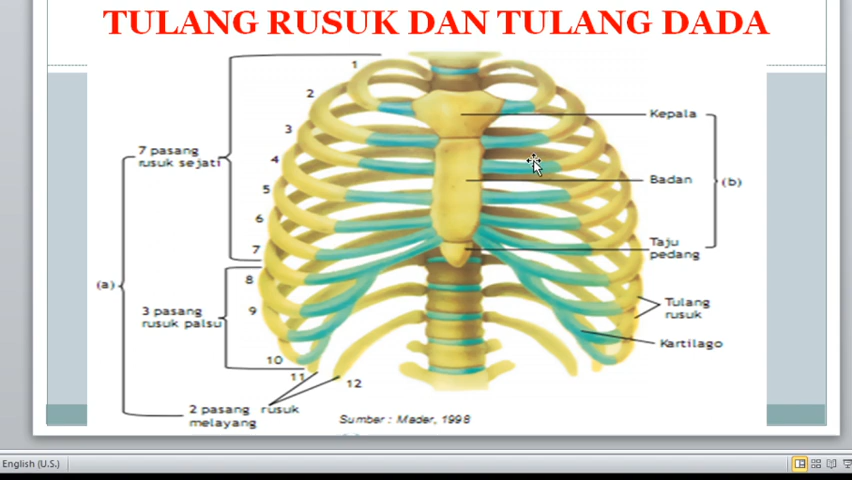 TULANG RUSUK DAN TULANG DADA
1
2
3
4
5
6
7
8
9
10
11
12
7 pasang
rusuk sejati
(a)
3 pasang
rusuk palsu
2 pasang rusuk
melayang
Kepala
Badan
(b)
Taju
pedang
Tulang
rusuk
Kartilago
Sumber : Mader, 1998
English (U.S.)